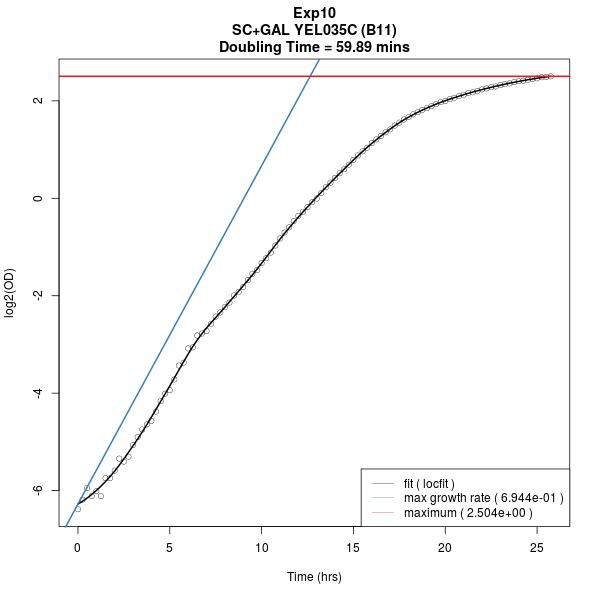 Exp10
SC+GAL YEL035C (B11)
Doubling Time = 59.89 mins
log2(OD)
2
0
-2
-4
-6
fit ( locfit )
max growth rate ( 6.944e-01 )
maximum ( 2.504e+00 )
0 5 10 15 20 25
Time (hrs)